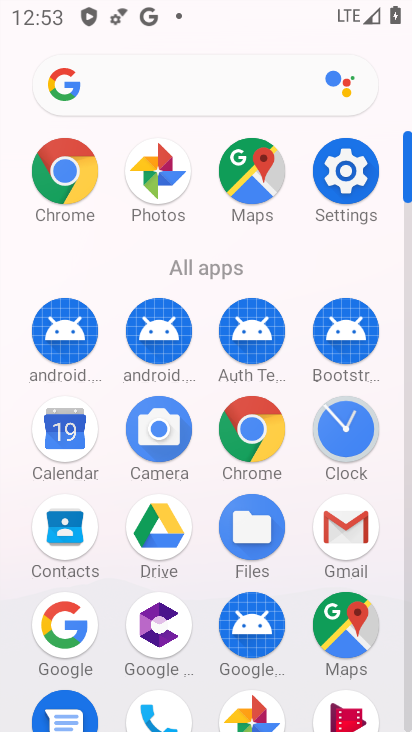 12:53 LTE
Chrome Photos Maps Settings
All apps
android.... android.... Auth Te... Bootstr...
19
Calendar Camera Chrome Clock
Contacts Drive Files Gmail
Google Google ... Google... Maps